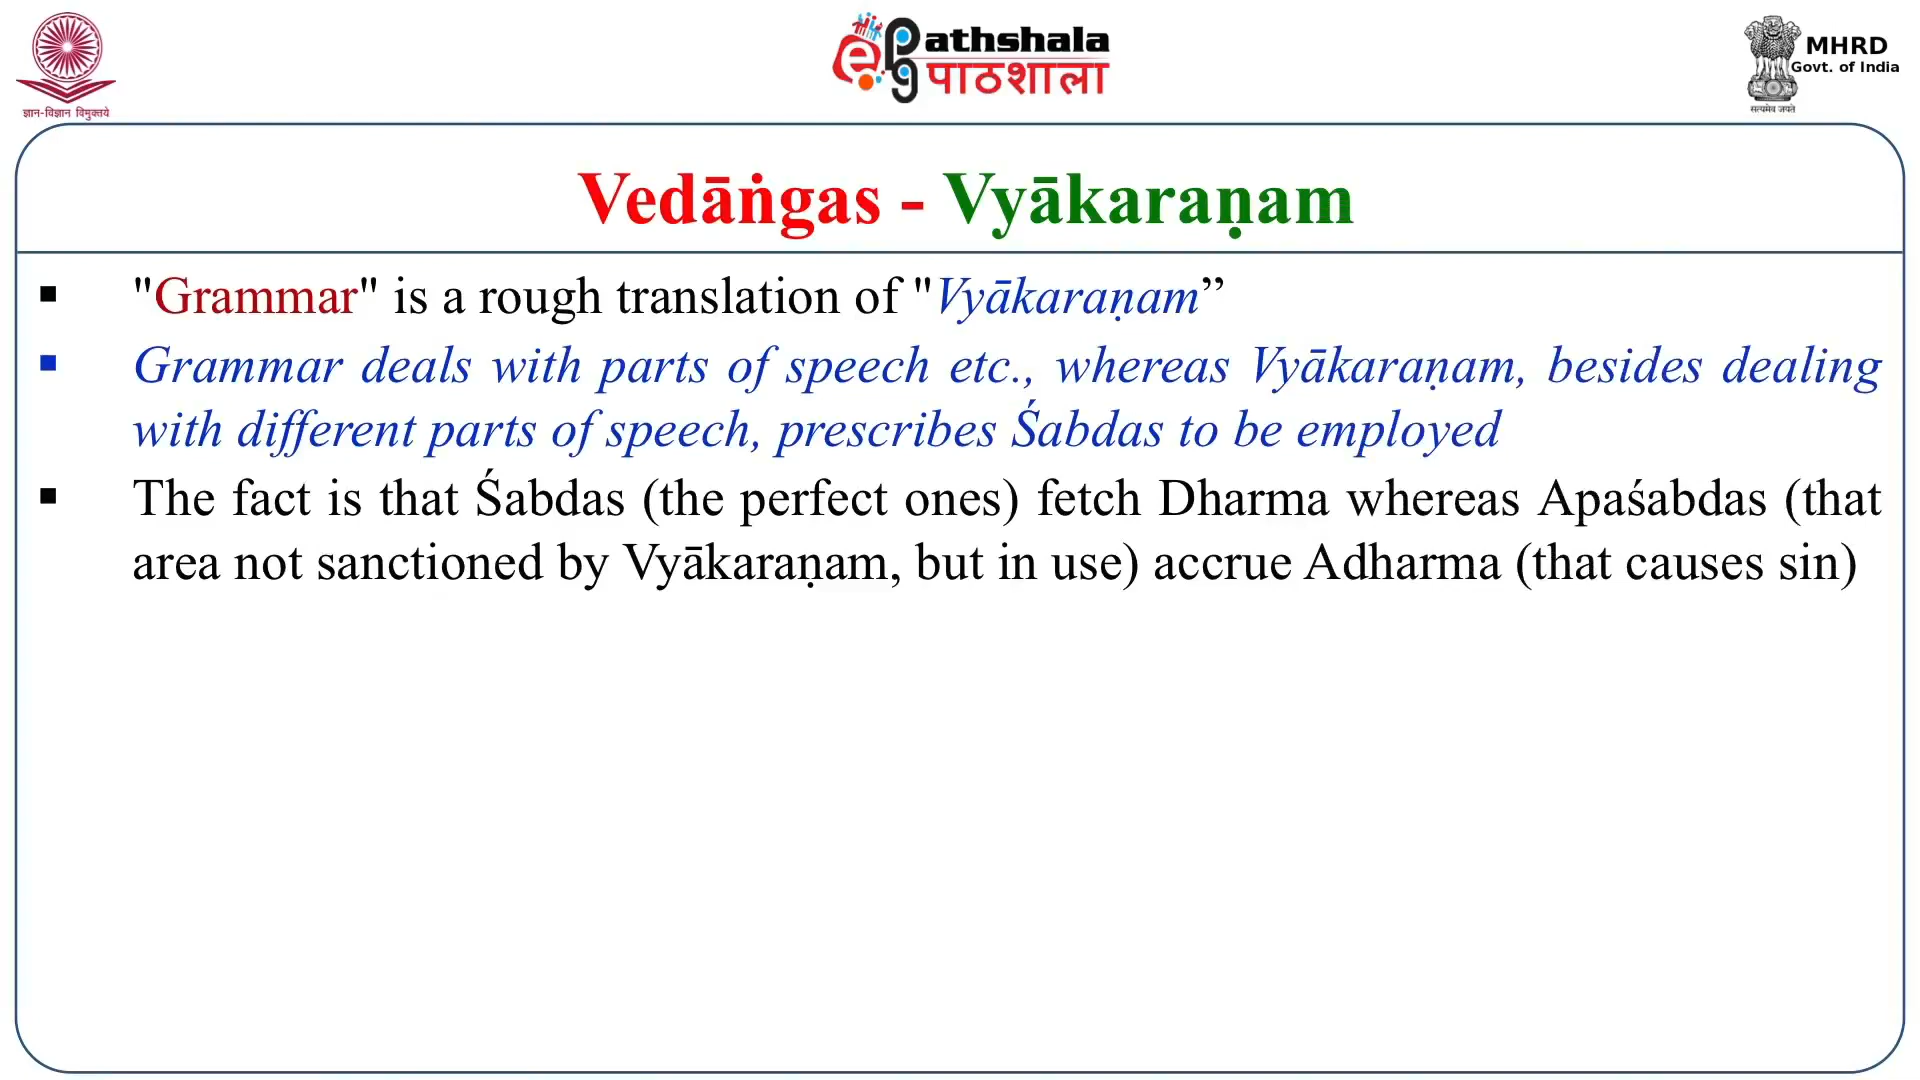 ज्ञान-विज्ञान विमुक्तये
ePathshala
पाठशाला
MHRD
Govt. of India
सत्यमेव जयते
Vedāṅgas - Vyākaraṇam
▪ "Grammar" is a rough translation of "Vyākaraṇam”
▪ Grammar deals with parts of speech etc., whereas Vyākaraṇam, besides dealing
with different parts of speech, prescribes Śabdas to be employed
▪ The fact is that Śabdas (the perfect ones) fetch Dharma whereas Apaśabdas (that
area not sanctioned by Vyākaraṇam, but in use) accrue Adharma (that causes sin)